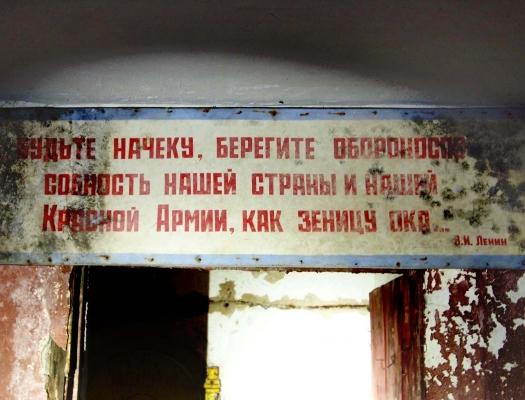 БУДЬТЕ НАЧЕКУ, БЕРЕГИТЕ ОБОРОНОСПО
СОБНОСТЬ НАШЕЙ СТРАНЫ И НАШЕЙ
КРАСНОЙ АРМИИ, КАК ЗЕНИЦУ ОКА...
В.И. ЛЕНИН